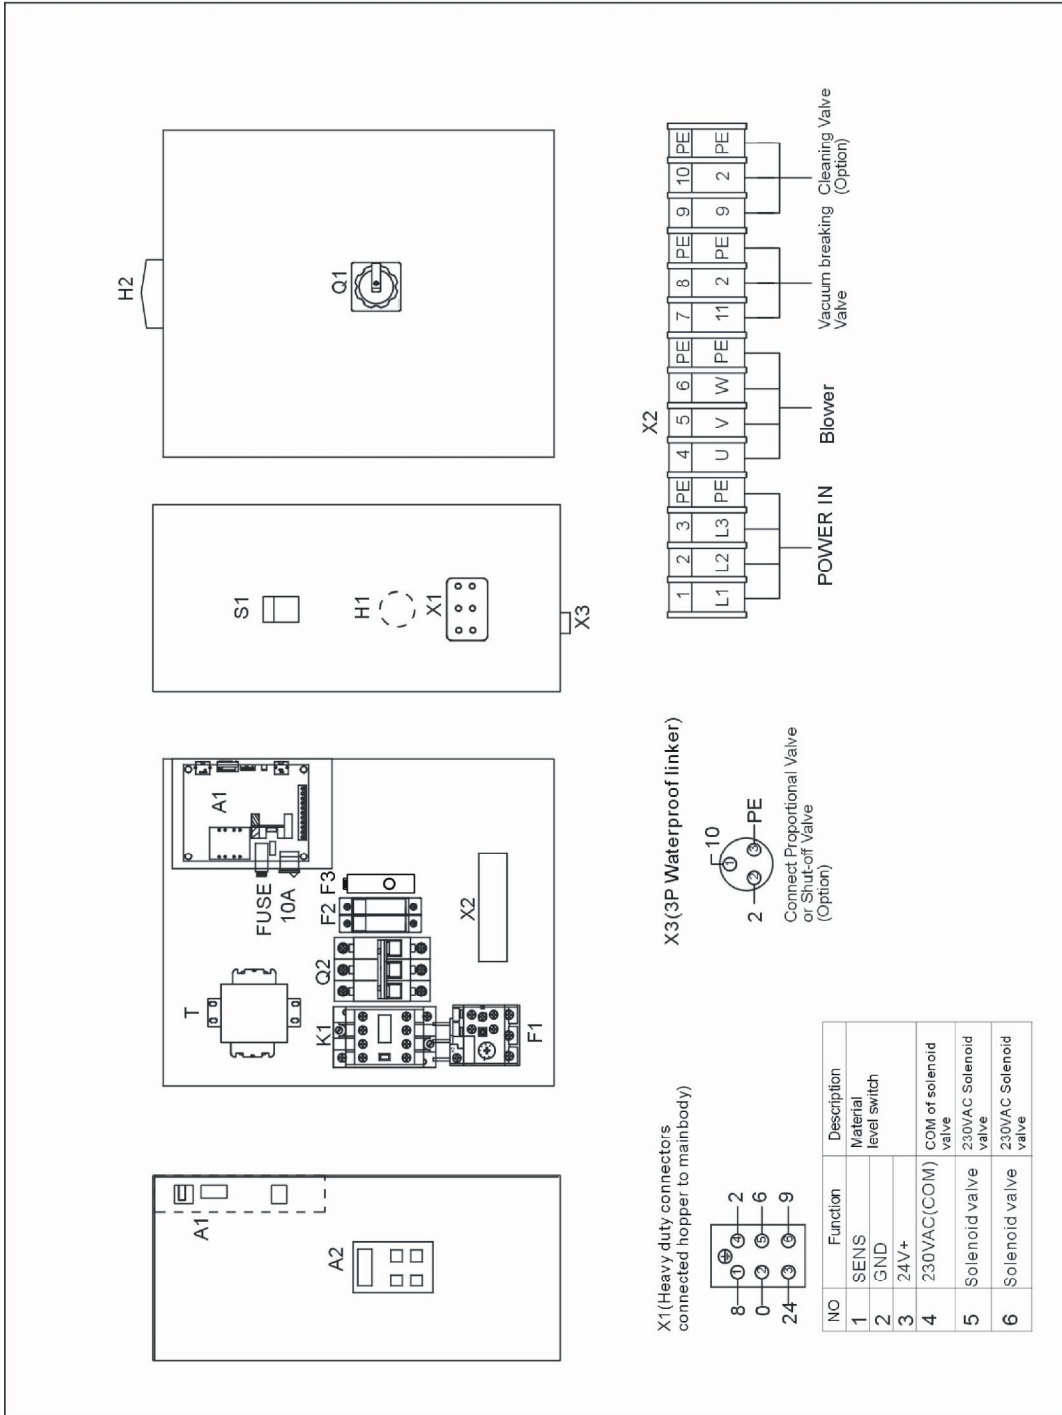 A1
A2
T
FUSE
10A
A1
K1
Q2
F2
F3
F1
X2
S1
H1
X1
X3
H2
Q1
X1(Heavy duty connectors
connected hopper to mainbody)
8 1 4 2
0 2 5 6
24 3 6 9
NO Function Description
1 SENS Material
level switch
2 GND
3 24V+
4 230VAC(COM) COM of solenoid
valve
5 Solenoid valve 230VAC Solenoid
valve
6 Solenoid valve 230VAC Solenoid
valve
X3(3P Waterproof linker)
10
1
2 2 3 PE
Connect Proportional Valve
or Shut-off Valve
(Option)
X2
1 2 3 PE 4 5 6 PE 7 8 PE 9 10 PE
L1 L2 L3 PE U V W PE 11 2 PE 9 2 PE
POWER IN
Blower
Vacuum breaking
Valve
Cleaning Valve
(Option)